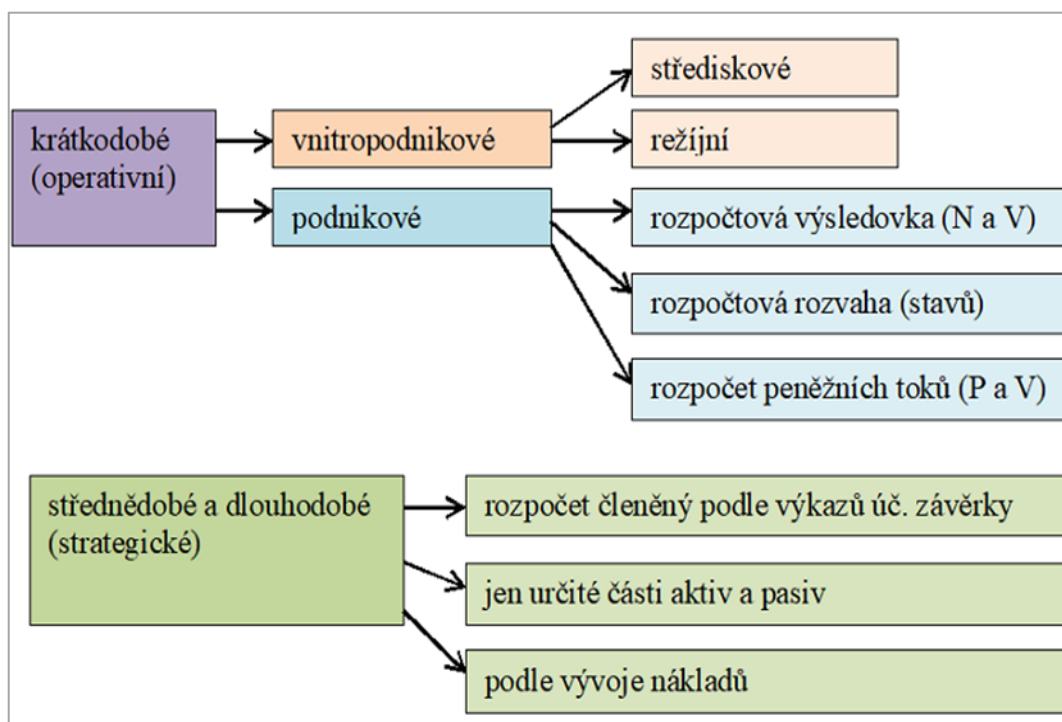 střediskové
krátkodobé
(operativní)
vnitropodnikové
režíjní
podnikové
rozpočtová výsledovka (N a V)
rozpočtová rozvaha (stavů)
rozpočet peněžních toků (P a V)
střednědobé a dlouhodobé
(strategické)
rozpočet členěný podle výkazů úč. závěrky
jen určité části aktiv a pasiv
podle vývoje nákladů